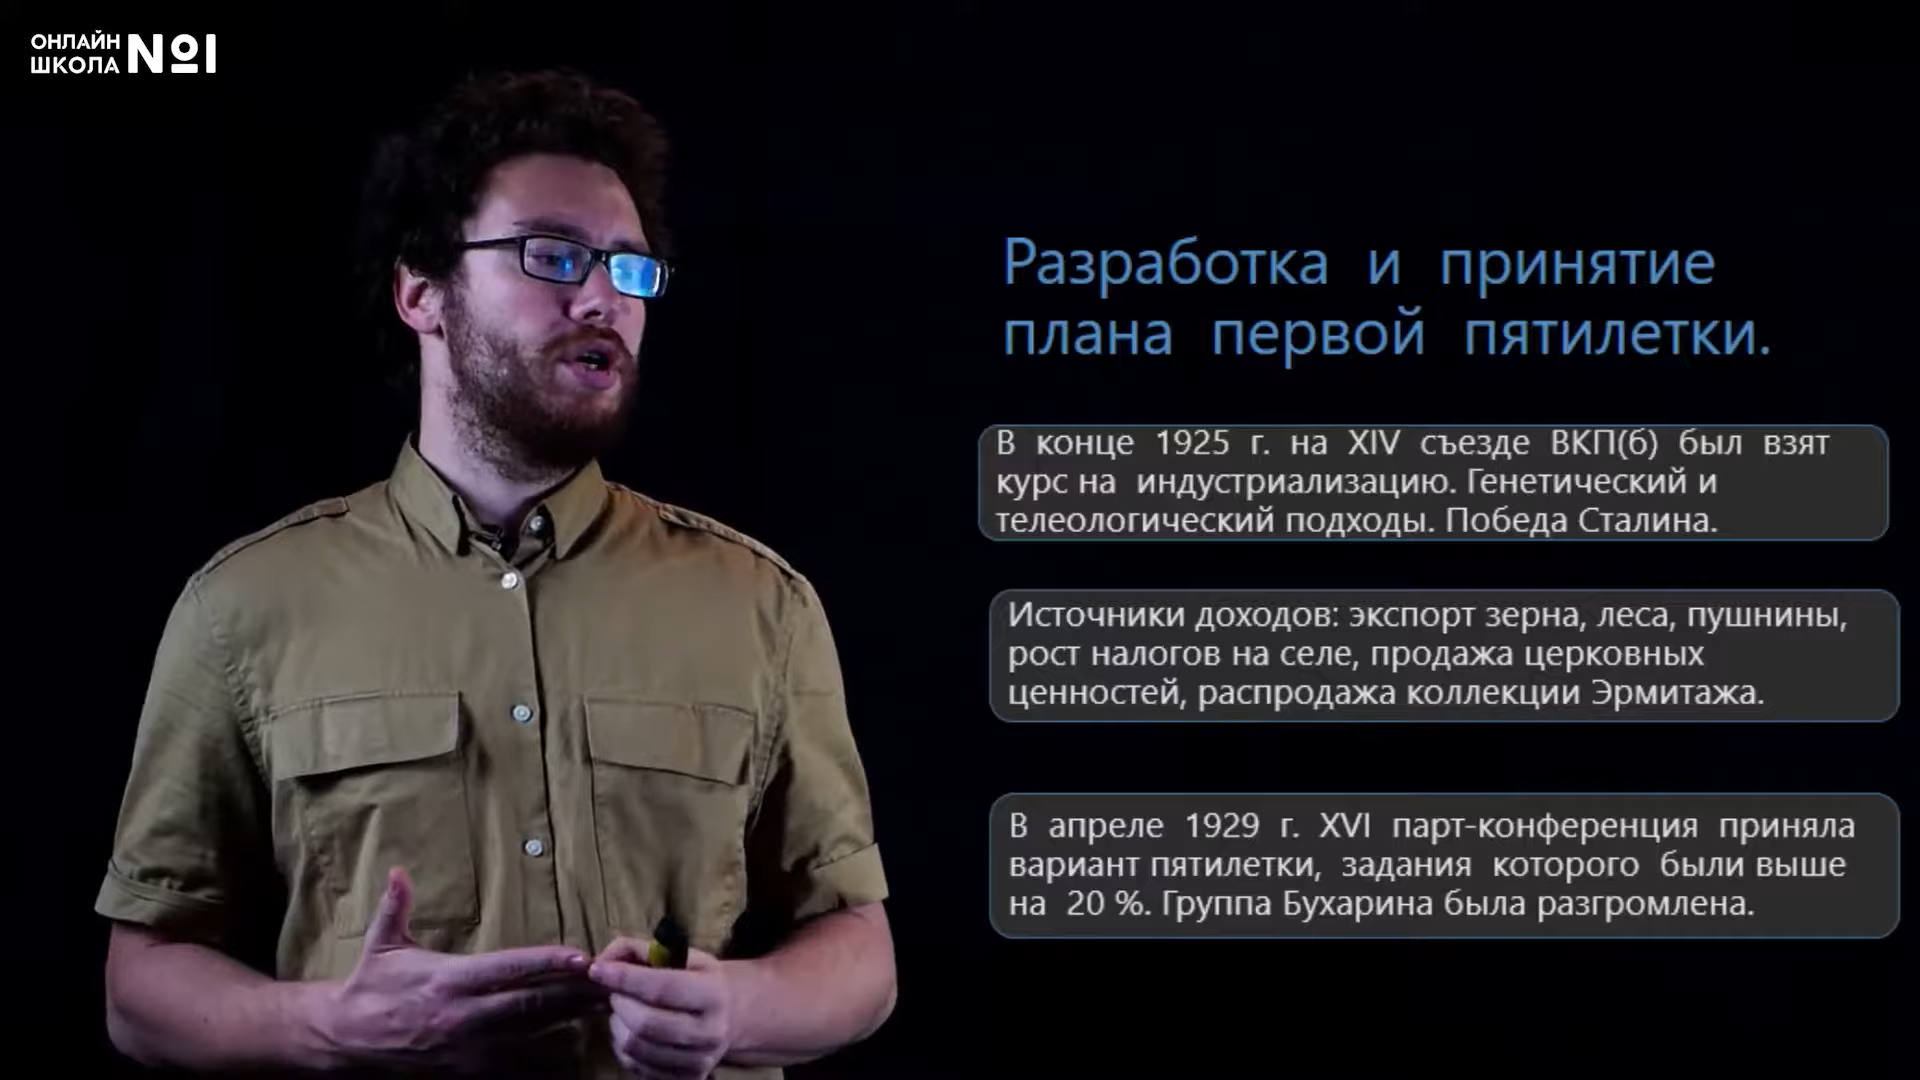 ОНЛАЙН
ШКОЛА №1
Разработка и принятие
плана первой пятилетки.
В конце 1925 г. на XIV съезде ВКП(б) был взят
курс на индустриализацию. Генетический и
телеологический подходы. Победа Сталина.
Источники доходов: экспорт зерна, леса, пушнины,
рост налогов на селе, продажа церковных
ценностей, распродажа коллекции Эрмитажа.
В апреле 1929 г. XVI парт-конференция приняла
вариант пятилетки, задания которого были выше
на 20 %. Группа Бухарина была разгромлена.